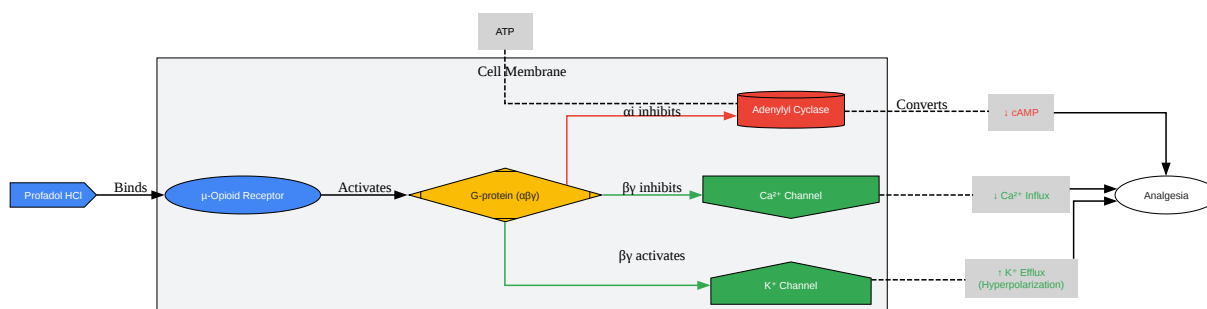 ATP
Cell Membrane
αi inhibits
Adenylyl Cyclase
Converts
↓ cAMP
Profadol HCl
Binds
μ-Opioid Receptor
Activates
G-protein (αβγ)
βγ inhibits
Ca²⁺ Channel
↓ Ca²⁺ Influx
Analgesia
βγ activates
K⁺ Channel
↑ K⁺ Efflux
(Hyperpolarization)